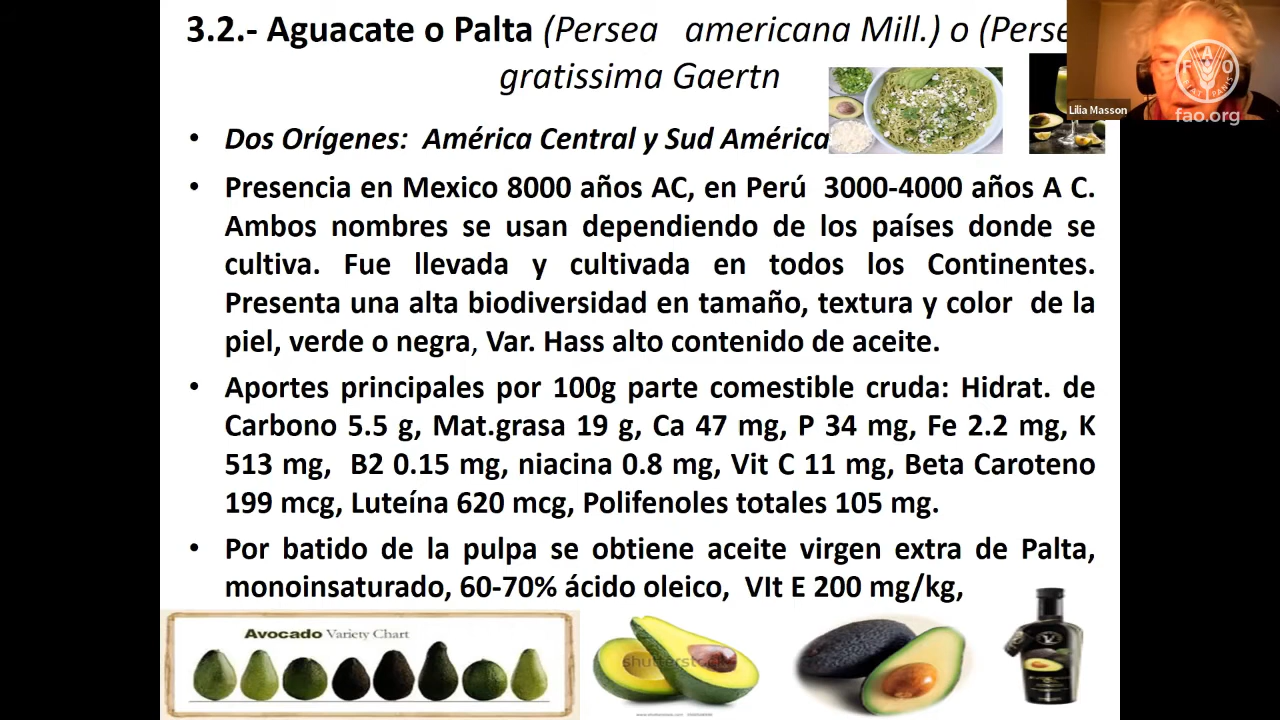 3.2.- Aguacate o Palta (Persea americana Mill.) o (Perse
gratissima Gaertn
• Dos Orígenes: América Central y Sud América
• Presencia en Mexico 8000 años AC, en Perú 3000-4000 años A C.
Ambos nombres se usan dependiendo de los países donde se
cultiva. Fue llevada y cultivada en todos los Continentes.
Presenta una alta biodiversidad en tamaño, textura y color de la
piel, verde o negra, Var. Hass alto contenido de aceite.
• Aportes principales por 100g parte comestible cruda: Hidrat. de
Carbono 5.5 g, Mat.grasa 19 g, Ca 47 mg, P 34 mg, Fe 2.2 mg, K
513 mg, B2 0.15 mg, niacina 0.8 mg, Vit C 11 mg, Beta Caroteno
199 mcg, Luteína 620 mcg, Polifenoles totales 105 mg.
• Por batido de la pulpa se obtiene aceite virgen extra de Palta,
monoinsaturado, 60-70% ácido oleico, VIt E 200 mg/kg,
Avocado Variety Chart
shutterstock
Lilia Masson
F A O
FIAT PANIS
fao.org